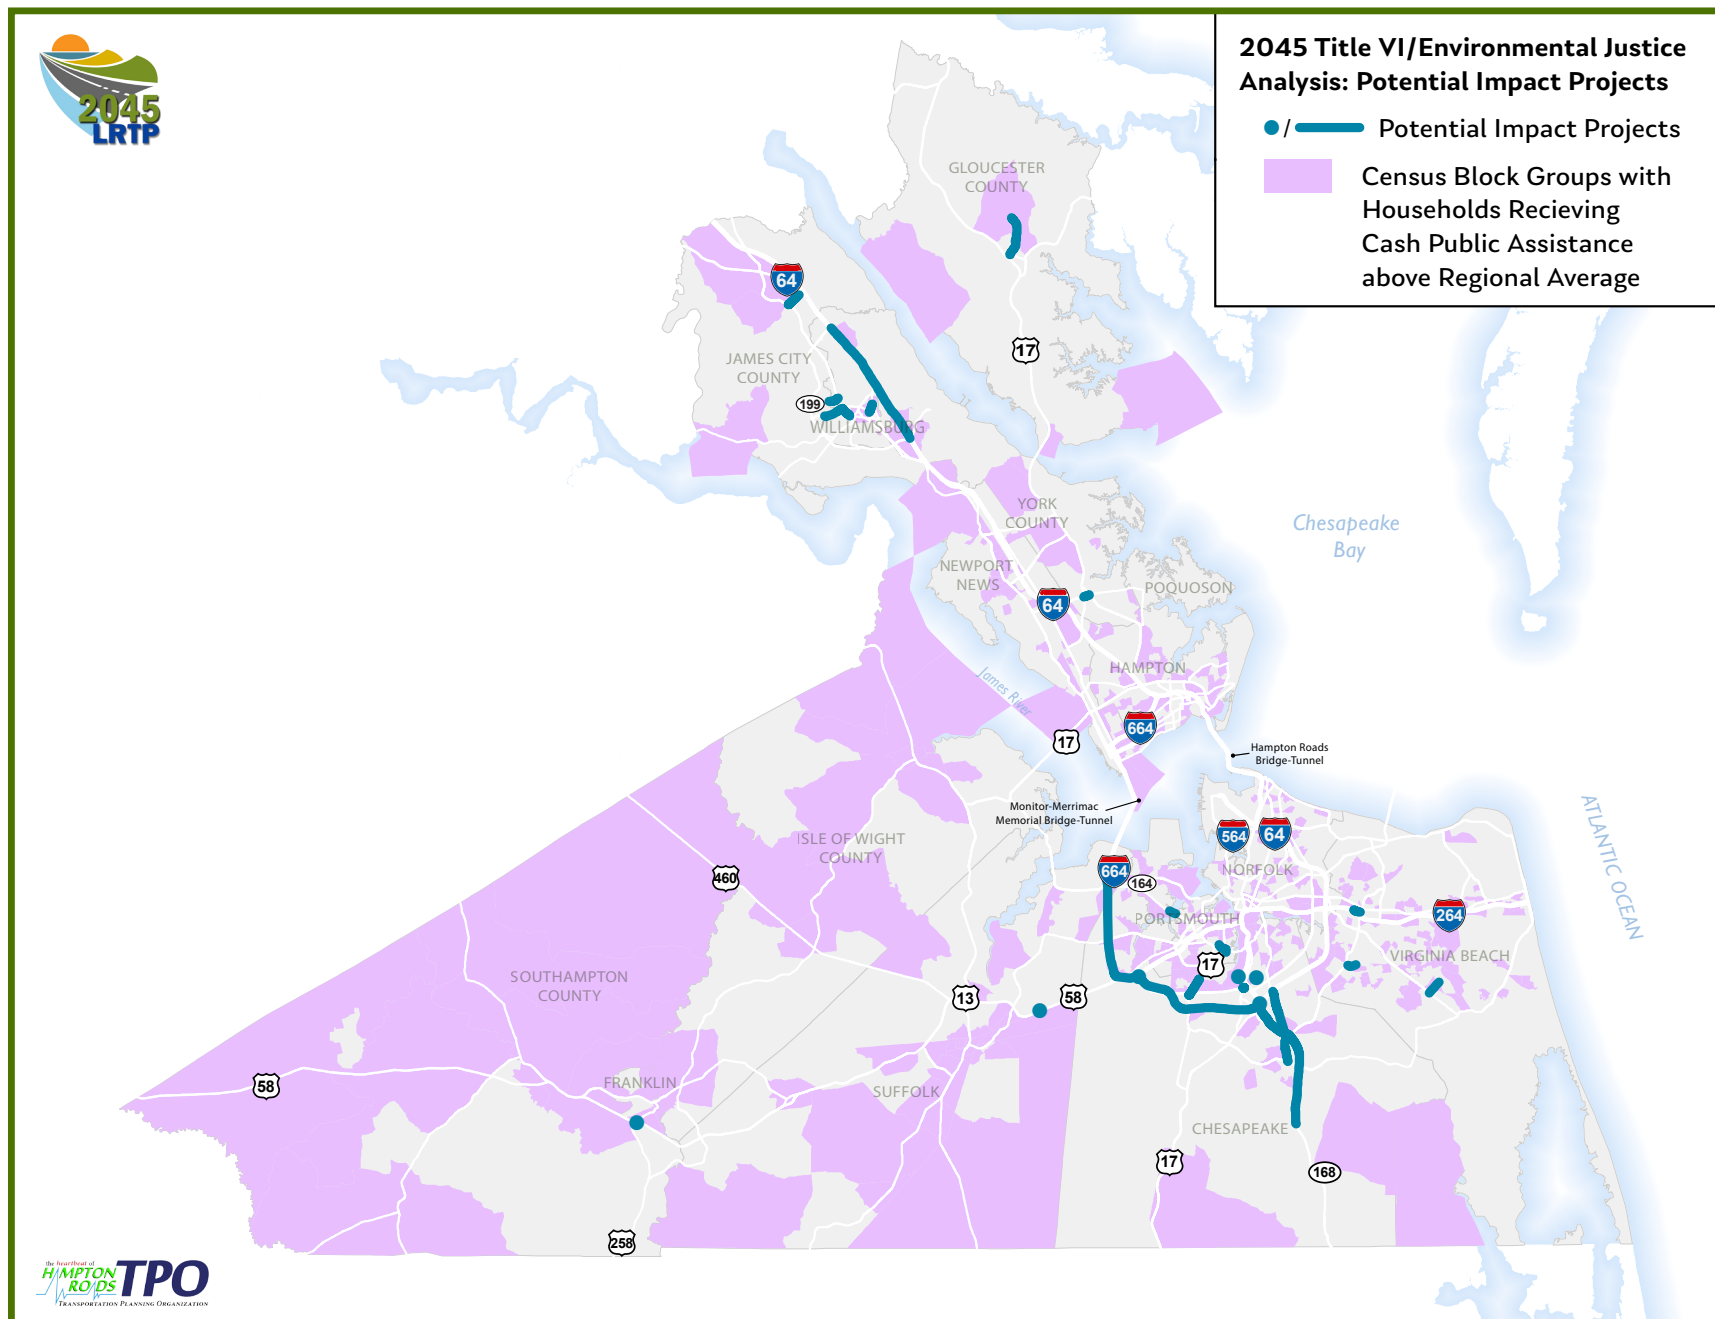 2045
LRTP
2045 Title VI/Environmental Justice
Analysis: Potential Impact Projects
/ Potential Impact Projects
Census Block Groups with
Households Recieving
Cash Public Assistance
above Regional Average
GLOUCESTER
COUNTY
64
17
JAMES CITY
COUNTY
199
WILLIAMSBURG
YORK
COUNTY
Chesapeake
Bay
NEWPORT
NEWS
POQUOSON
64
HAMPTON
James River
664
17
Hampton Roads
Bridge-Tunnel
Monitor-Merrimac
Memorial Bridge-Tunnel
ATLANTIC OCEAN
564
64
ISLE OF WIGHT
COUNTY
NORFOLK
664
164
460
264
PORTSMOUTH
VIRGINIA BEACH
17
SOUTHAMPTON
COUNTY
13
58
58
FRANKLIN
SUFFOLK
CHESAPEAKE
17
168
258
the heartbeat of
HAMPTON
ROADS
TPO
TRANSPORTATION PLANNING ORGANIZATION